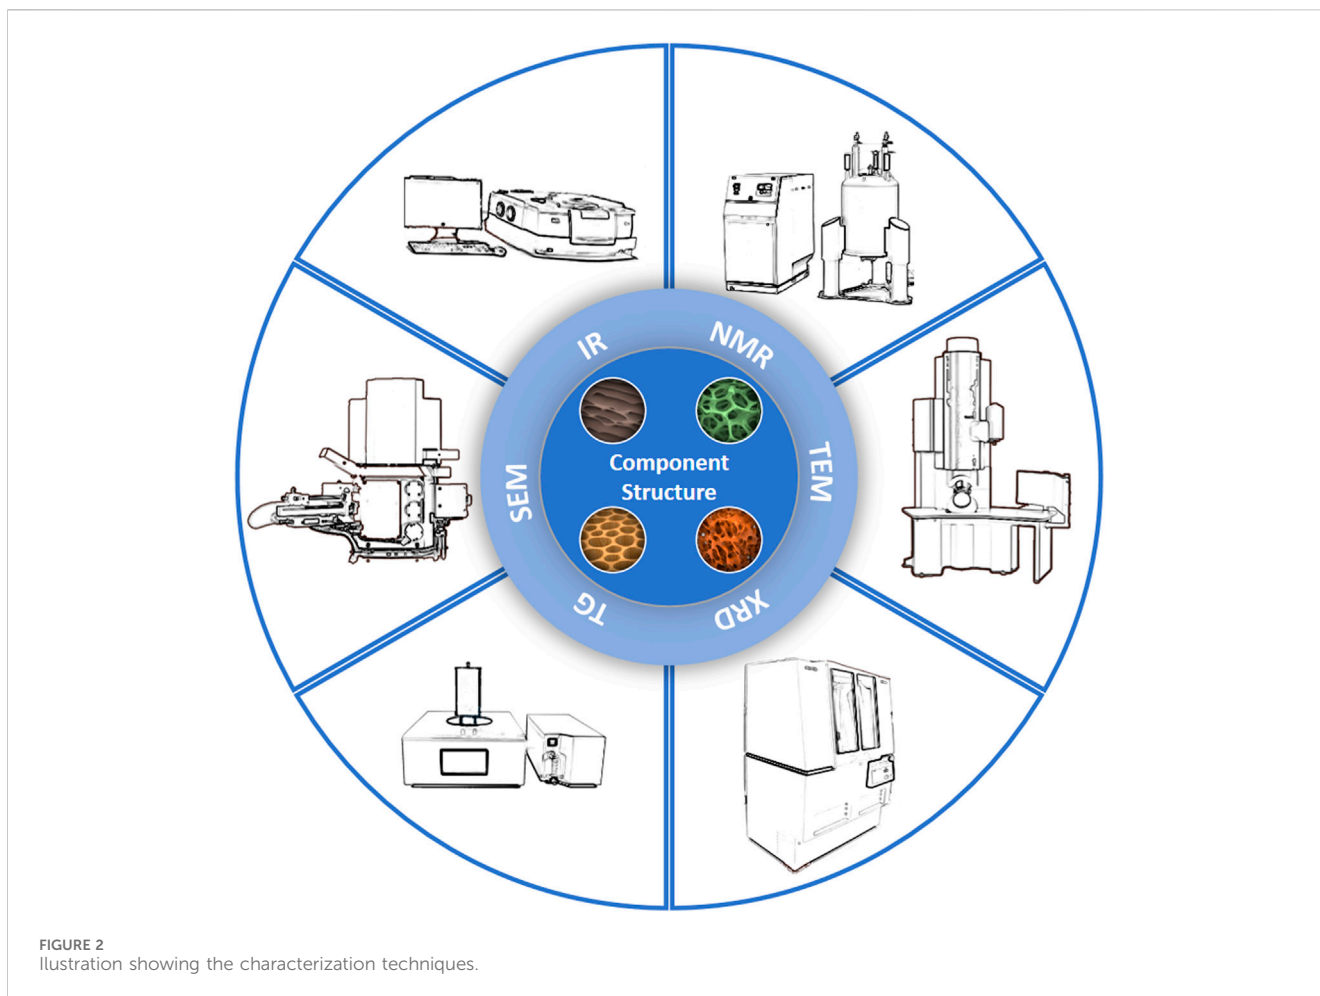 IR
NMR
TEM
XRD
TG
SEM
Component
Structure
FIGURE 2
Ilustration showing the characterization techniques.